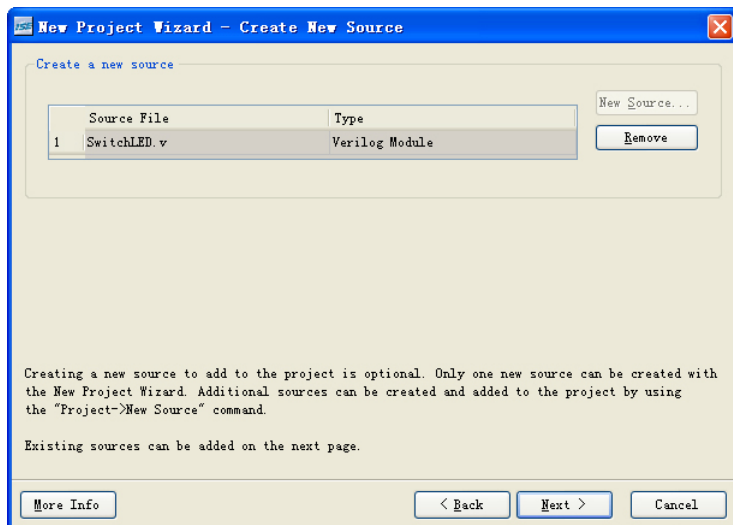 ISE New Project Wizard - Create New Source
Create a new source
New Source...
Source File Type
1 SwitchLED.v Verilog Module
Remove
Creating a new source to add to the project is optional. Only one new source can be created with
the New Project Wizard. Additional sources can be created and added to the project by using
the "Project->New Source" command.
Existing sources can be added on the next page.
More Info < Back Next > Cancel